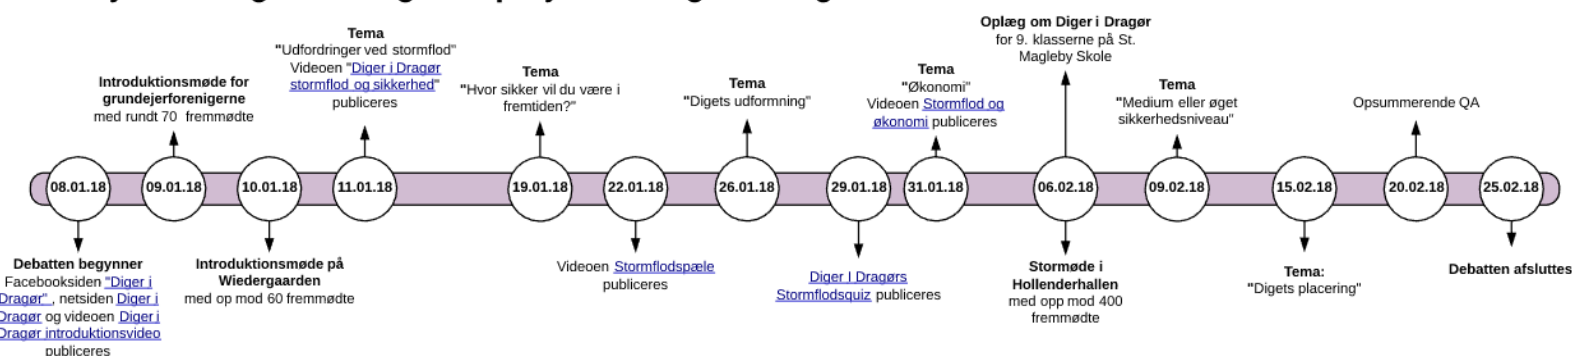 Tema
"Udfordringer ved stormflod"
Videoen "Diger i Dragør
stormflod og sikkerhed"
publiceres
Oplæg om Diger i Dragør
for 9. klasserne på St.
Magleby Skole
Introduktionsmøde for
grundejerforenigerne
med rundt 70 fremmødte
Tema
"Hvor sikker vil du være i
fremtiden?"
Tema
"Digets udformning"
Tema
"Økonomi"
Videoen Stormflod og
økonomi publiceres
Tema
"Medium eller øget
sikkerhedsniveau"
Opsummerende QA
08.01.18
09.01.18
10.01.18
11.01.18
19.01.18
22.01.18
26.01.18
29.01.18
31.01.18
06.02.18
09.02.18
15.02.18
20.02.18
25.02.18
Debatten begynner
Facebooksiden "Diger i
Dragør" , netsiden Diger i
Dragør og videoen Diger i
Dragør introduktionsvideo
publiceres
Introduktionsmøde på
Wiedergaarden
med op mod 60 fremmødte
Videoen Stormflodspæle
publiceres
Diger I Dragørs
Stormflodsquiz publiceres
Stormøde i
Hollenderhallen
med opp mod 400
fremmødte
Tema:
"Digets placering"
Debatten afsluttes